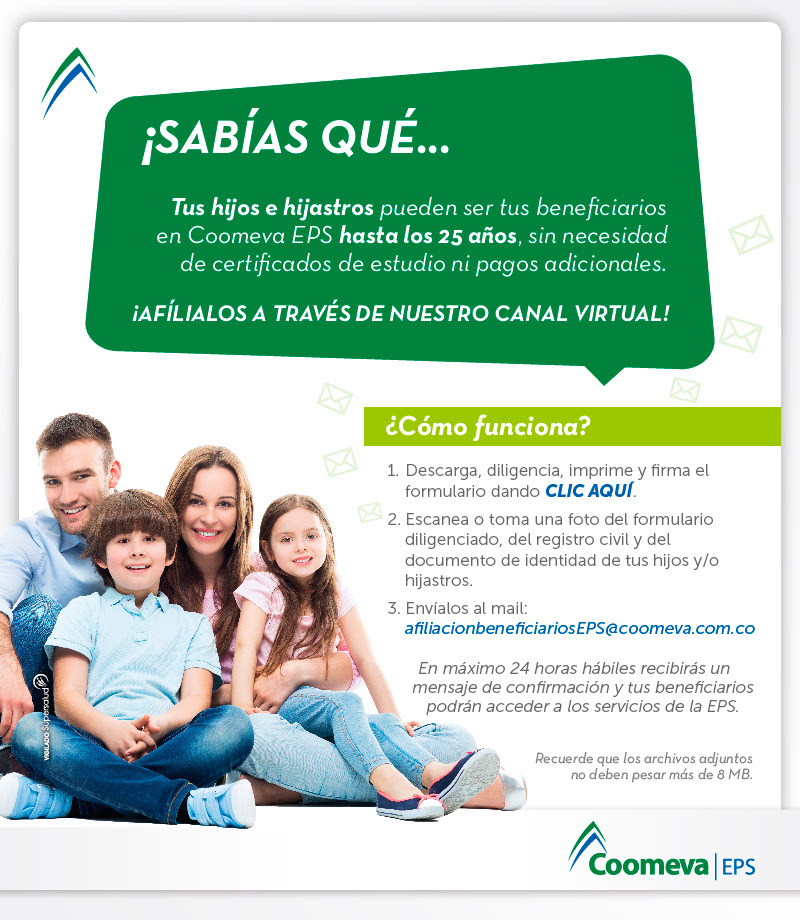 ¡SABÍAS QUÉ...
Tus hijos e hijastros pueden ser tus beneficiarios
en Coomeva EPS hasta los 25 años, sin necesidad
de certificados de estudio ni pagos adicionales.
¡AFÍLIALOS A TRAVÉS DE NUESTRO CANAL VIRTUAL!
¿Cómo funciona?
1. Descarga, diligencia, imprime y firma el
formulario dando CLIC AQUÍ.
2. Escanea o toma una foto del formulario
diligenciado, del registro civil y del
documento de identidad de tus hijos y/o
hijastros.
3. Envíalos al mail:
afiliacionbeneficiariosEPS@coomeva.com.co
En máximo 24 horas hábiles recibirás un
mensaje de confirmación y tus beneficiarios
podrán acceder a los servicios de la EPS.
Recuerde que los archivos adjuntos
no deben pesar más de 8 MB.
VIGILADO Supersalud
Coomeva | EPS